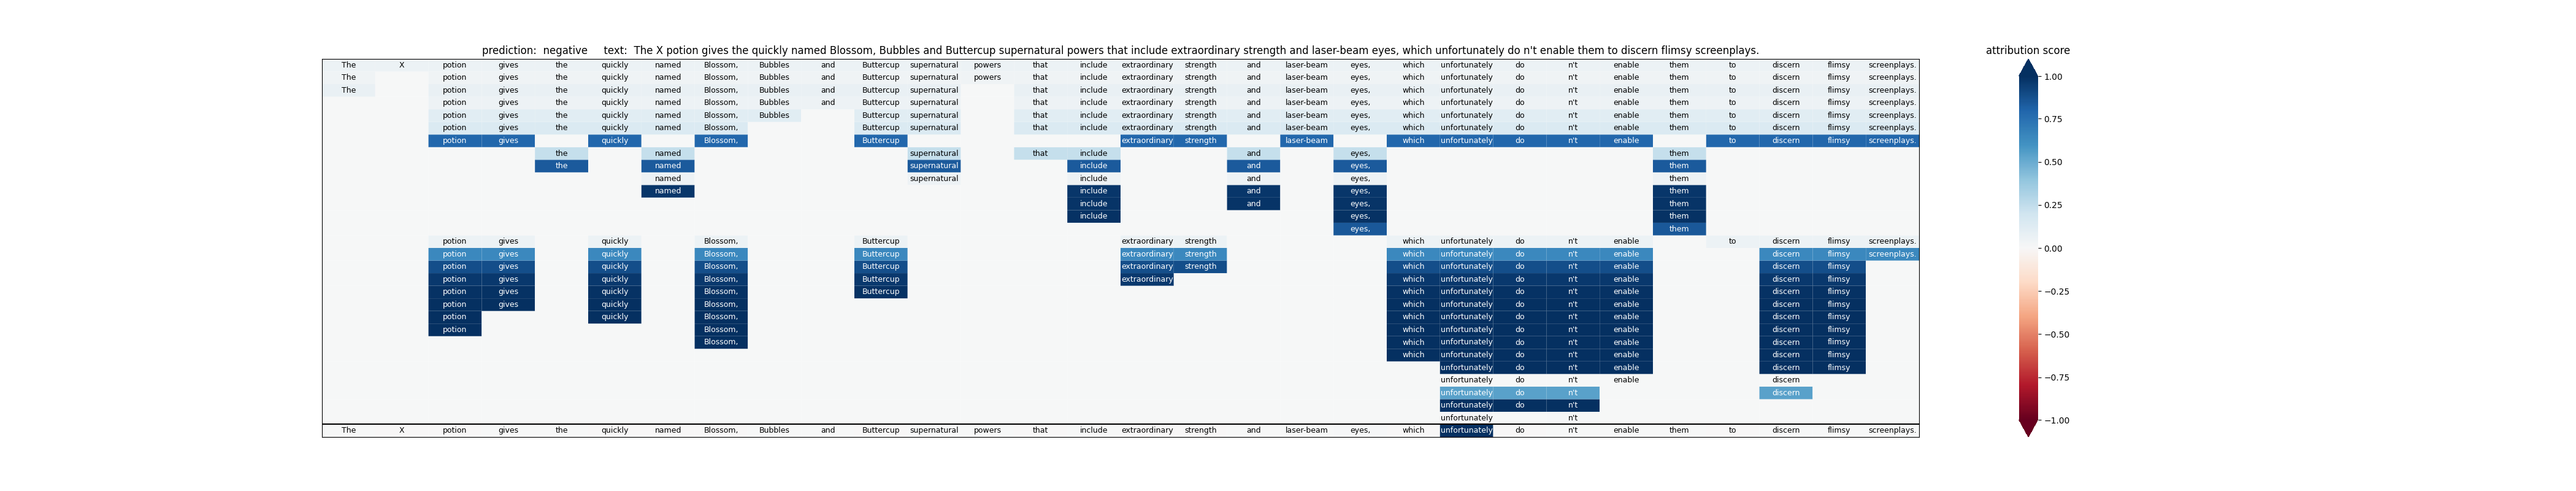 prediction: negative text: The X potion gives the quickly named Blossom, Bubbles and Buttercup supernatural powers that include extraordinary strength and laser-beam eyes, which unfortunately do n't enable them to discern flimsy screenplays.
attribution score
The X potion gives the quickly named Blossom, Bubbles and Buttercup supernatural powers that include extraordinary strength and laser-beam eyes, which unfortunately do n't enable them to discern flimsy screenplays.
The potion gives the quickly named Blossom, Bubbles and Buttercup supernatural powers that include extraordinary strength and laser-beam eyes, which unfortunately do n't enable them to discern flimsy screenplays.
The potion gives the quickly named Blossom, Bubbles and Buttercup supernatural that include extraordinary strength and laser-beam eyes, which unfortunately do n't enable them to discern flimsy screenplays.
potion gives the quickly named Blossom, Bubbles and Buttercup supernatural that include extraordinary strength and laser-beam eyes, which unfortunately do n't enable them to discern flimsy screenplays.
potion gives the quickly named Blossom, Bubbles Buttercup supernatural that include extraordinary strength and laser-beam eyes, which unfortunately do n't enable them to discern flimsy screenplays.
potion gives the quickly named Blossom, Buttercup supernatural that include extraordinary strength and laser-beam eyes, which unfortunately do n't enable them to discern flimsy screenplays.
potion gives quickly Blossom, Buttercup extraordinary strength laser-beam which unfortunately do n't enable to discern flimsy screenplays.
the named supernatural that include and eyes, them
the named supernatural include and eyes, them
named supernatural include and eyes, them
named include and eyes, them
include and eyes, them
include eyes, them
eyes, them
potion gives quickly Blossom, Buttercup extraordinary strength which unfortunately do n't enable to discern flimsy screenplays.
potion gives quickly Blossom, Buttercup extraordinary strength which unfortunately do n't enable discern flimsy screenplays.
potion gives quickly Blossom, Buttercup extraordinary strength which unfortunately do n't enable discern flimsy
potion gives quickly Blossom, Buttercup extraordinary which unfortunately do n't enable discern flimsy
potion gives quickly Blossom, Buttercup which unfortunately do n't enable discern flimsy
potion gives quickly Blossom, which unfortunately do n't enable discern flimsy
potion quickly Blossom, which unfortunately do n't enable discern flimsy
potion Blossom, which unfortunately do n't enable discern flimsy
Blossom, which unfortunately do n't enable discern flimsy
which unfortunately do n't enable discern flimsy
unfortunately do n't enable discern flimsy
unfortunately do n't enable discern
unfortunately do n't discern
unfortunately do n't
unfortunately n't
The X potion gives the quickly named Blossom, Bubbles and Buttercup supernatural powers that include extraordinary strength and laser-beam eyes, which unfortunately do n't enable them to discern flimsy screenplays.
1.00
0.75
0.50
0.25
0.00
−0.25
−0.50
−0.75
−1.00